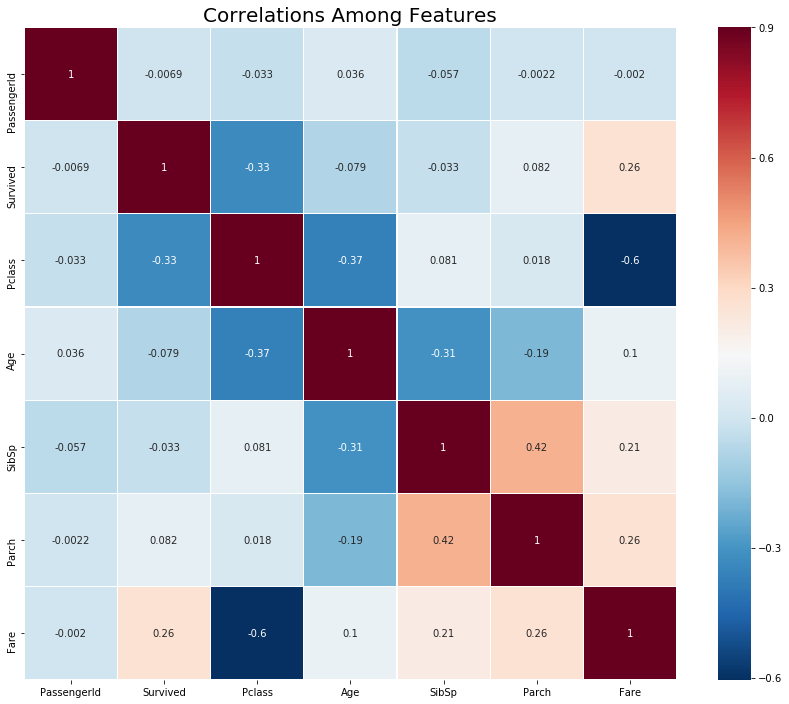 Correlations Among Features
PassengerId 1 -0.0069 -0.033 0.036 -0.057 -0.0022 -0.002
Survived -0.0069 1 -0.33 -0.079 -0.033 0.082 0.26
Pclass -0.033 -0.33 1 -0.37 0.081 0.018 -0.6
Age 0.036 -0.079 -0.37 1 -0.31 -0.19 0.1
SibSp -0.057 -0.033 0.081 -0.31 1 0.42 0.21
Parch -0.0022 0.082 0.018 -0.19 0.42 1 0.26
Fare -0.002 0.26 -0.6 0.1 0.21 0.26 1
PassengerId Survived Pclass Age SibSp Parch Fare
0.9
0.6
0.3
0.0
−0.3
−0.6